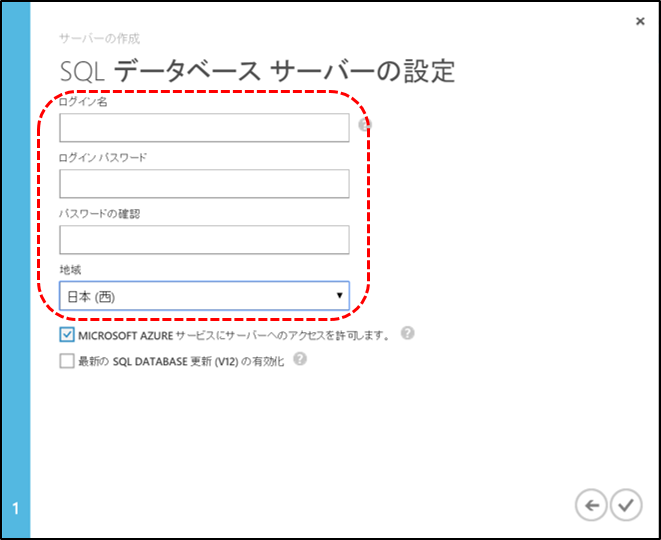 サーバーの作成
SQL データベース サーバーの設定
ログイン名
ログイン パスワード
パスワードの確認
地域
日本 (西)
MICROSOFT AZURE サービスにサーバーへのアクセスを許可します。 ?
最新の SQL DATABASE 更新 (V12) の有効化 ?
1